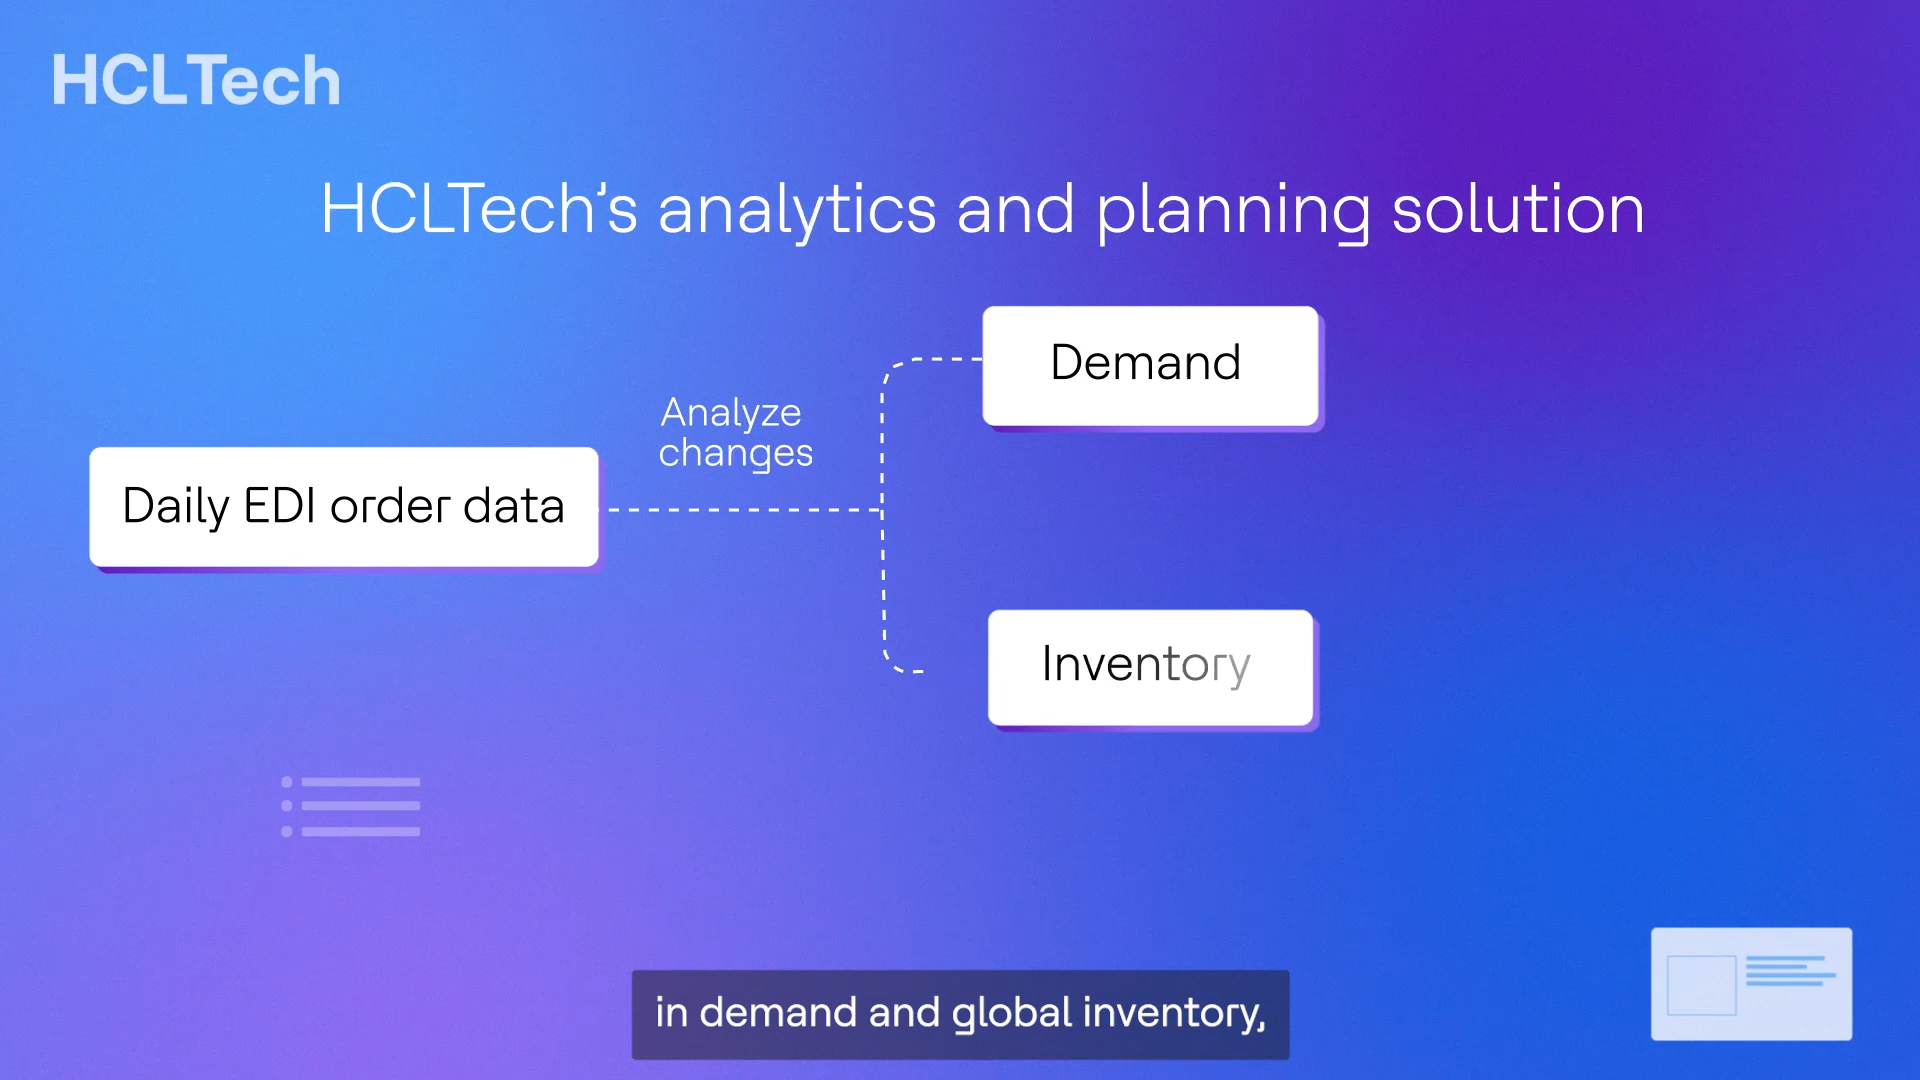 HCLTech
HCLTech's analytics and planning solution
Demand
Analyze
changes
Daily EDI order data
Inventory
in demand and global inventory,